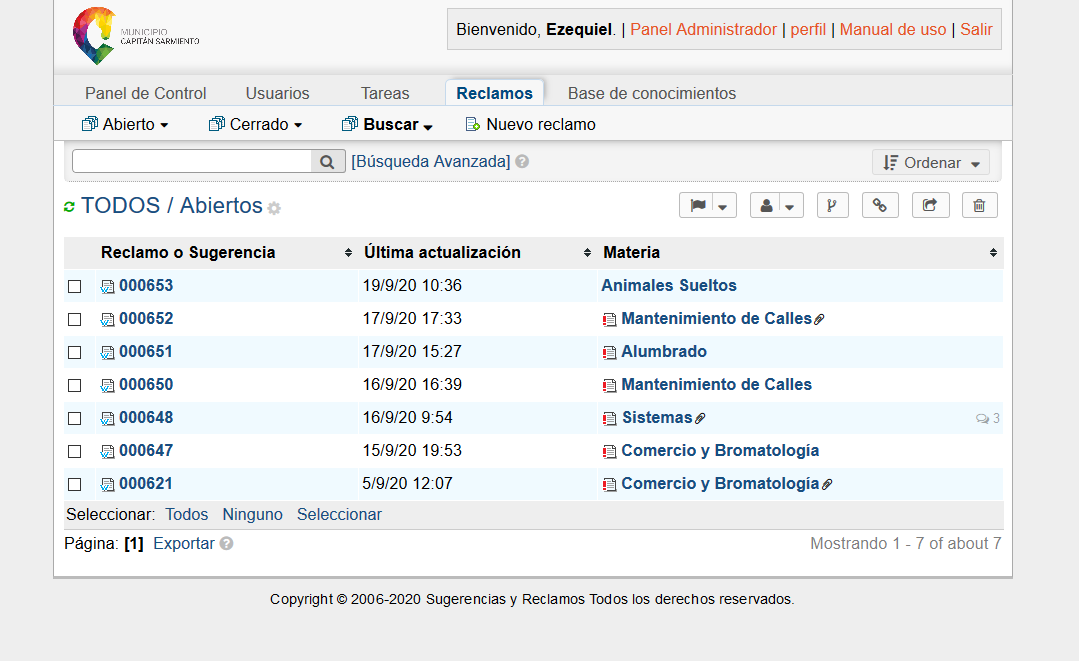 MUNICIPIO
CAPITÁN SARMIENTO
Bienvenido, Ezequiel. | Panel Administrador | perfil | Manual de uso | Salir
Panel de Control Usuarios Tareas Reclamos Base de conocimientos
Abierto Cerrado Buscar Nuevo reclamo
[Búsqueda Avanzada] Ordenar
TODOS / Abiertos
Reclamo o Sugerencia Última actualización Materia
000653 19/9/20 10:36 Animales Sueltos
000652 17/9/20 17:33 Mantenimiento de Calles
000651 17/9/20 15:27 Alumbrado
000650 16/9/20 16:39 Mantenimiento de Calles
000648 16/9/20 9:54 Sistemas 3
000647 15/9/20 19:53 Comercio y Bromatología
000621 5/9/20 12:07 Comercio y Bromatología
Seleccionar: Todos Ninguno Seleccionar
Página: [1] Exportar Mostrando 1 - 7 of about 7
Copyright © 2006-2020 Sugerencias y Reclamos Todos los derechos reservados.